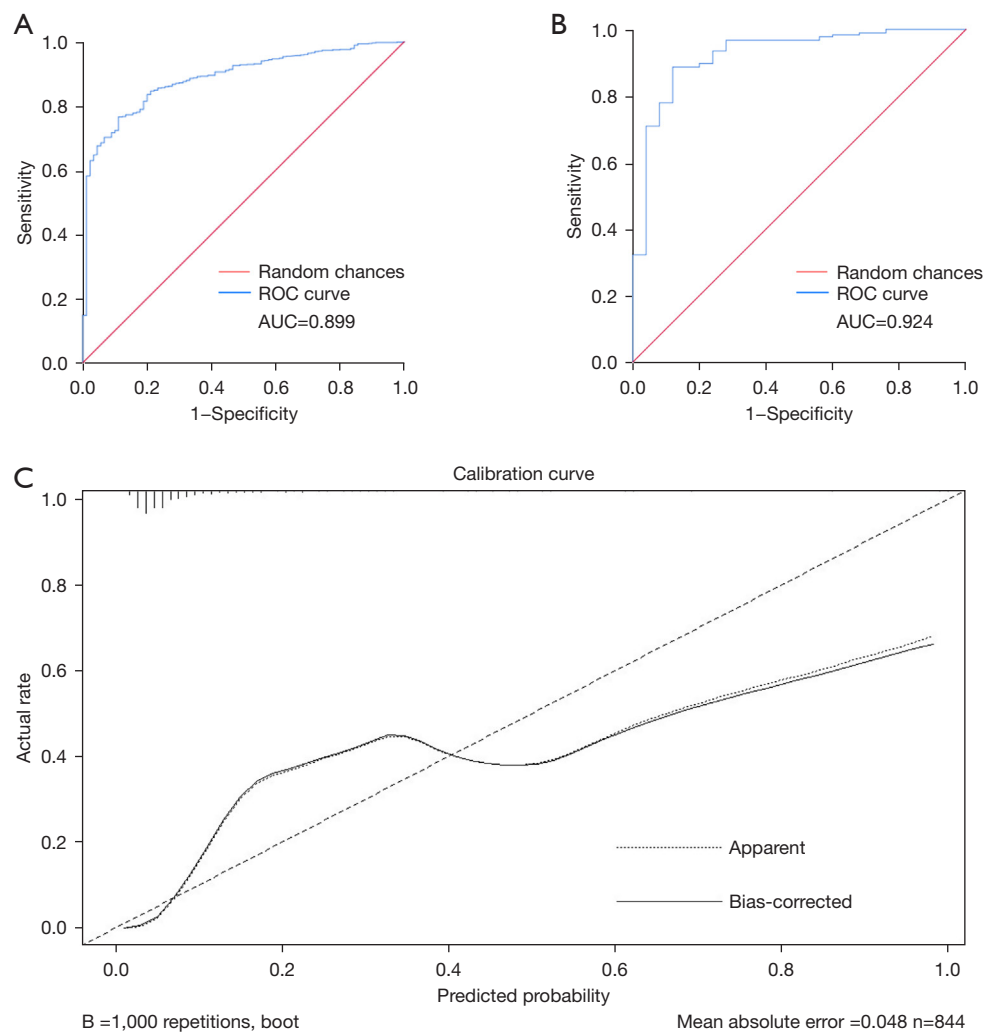 A
1.0
0.8
0.6
0.4
0.2
0.0
Sensitivity
Random chances
ROC curve
AUC=0.899
0.0 0.2 0.4 0.6 0.8 1.0
1–Specificity
B
1.0
0.8
0.6
0.4
0.2
0.0
Sensitivity
Random chances
ROC curve
AUC=0.924
0.0 0.2 0.4 0.6 0.8 1.0
1–Specificity
C
Calibration curve
1.0
0.8
0.6
0.4
0.2
0.0
Actual rate
Apparent
Bias-corrected
0.0 0.2 0.4 0.6 0.8 1.0
Predicted probability
B =1,000 repetitions, boot
Mean absolute error =0.048 n=844